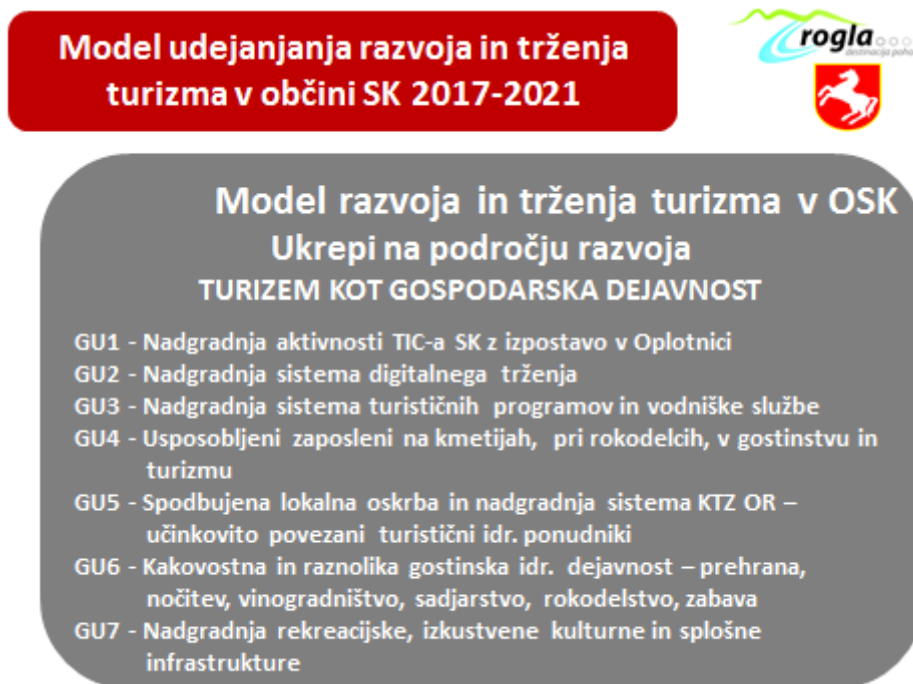 Model udejanjanja razvoja in trženja
turizma v občini SK 2017-2021
rogla
destinacija
Model razvoja in trženja turizma v OSK
Ukrepi na področju razvoja
TURIZEM KOT GOSPODARSKA DEJAVNOST
GU1 - Nadgradnja aktivnosti TIC-a SK z izpostavo v Oplotnici
GU2 - Nadgradnja sistema digitalnega trženja
GU3 - Nadgradnja sistema turističnih programov in vodniške službe
GU4 - Usposobljeni zaposleni na kmetijah, pri rokodelcih, v gostinstvu in
turizmu
GU5 - Spodbujena lokalna oskrba in nadgradnja sistema KTZ OR –
učinkovito povezani turistični idr. ponudniki
GU6 - Kakovostna in raznolika gostinska idr. dejavnost – prehrana,
nočitev, vinogradništvo, sadjarstvo, rokodelstvo, zabava
GU7 - Nadgradnja rekreacijske, izkustvene kulturne in splošne
infrastrukture